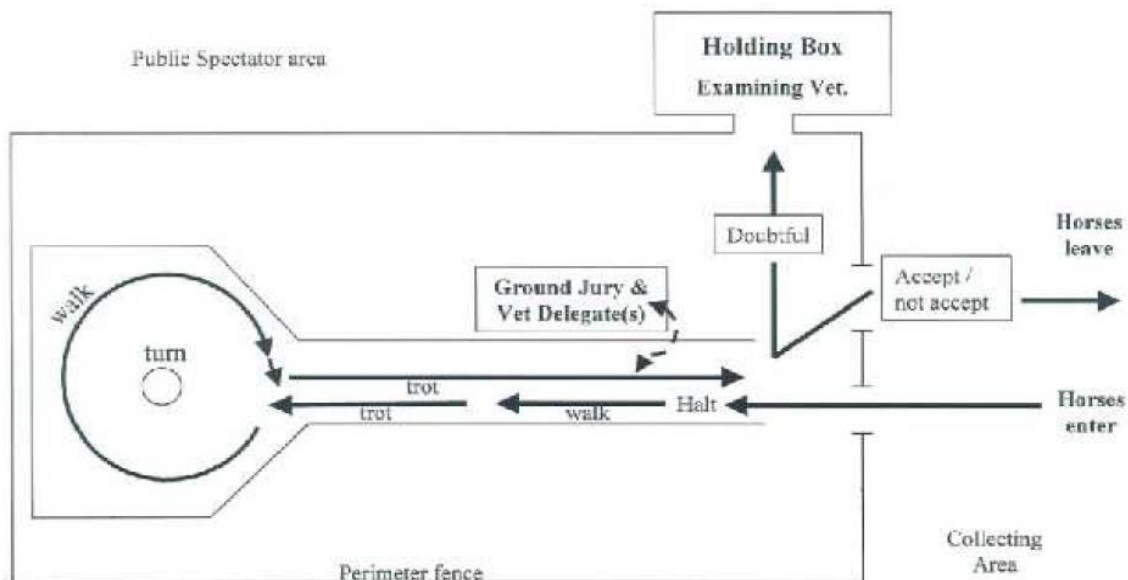 Public Spectator area
Holding Box
Examining Vet.
Doubtful
Horses
leave
Accept /
not accept
Ground Jury &
Vet Delegate(s)
walk
turn
trot
trot
walk
Halt
Horses
enter
Collecting
Area
Perimeter fence